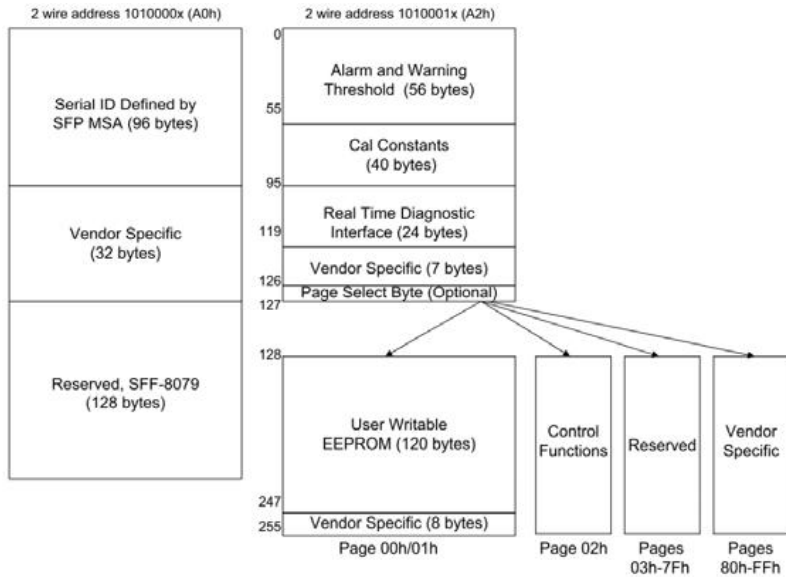 2 wire address 1010000x (A0h)
Serial ID Defined by
SFP MSA (96 bytes)
Vendor Specific
(32 bytes)
Reserved, SFF-8079
(128 bytes)
2 wire address 1010001x (A2h)
0
Alarm and Warning
Threshold (56 bytes)
55
Cal Constants
(40 bytes)
95
Real Time Diagnostic
Interface (24 bytes)
119
Vendor Specific (7 bytes)
126
Page Select Byte (Optional)
127
128
User Writable
EEPROM (120 bytes)
247
Vendor Specific (8 bytes)
255
Page 00h/01h
Control
Functions
Page 02h
Reserved
Pages
03h-7Fh
Vendor
Specific
Pages
80h-FFh